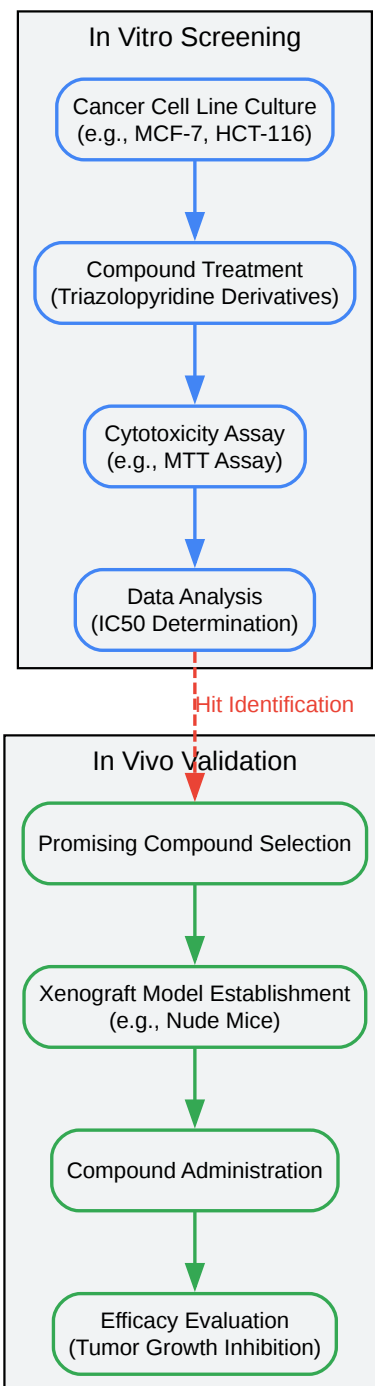 In Vitro Screening
Cancer Cell Line Culture
(e.g., MCF-7, HCT-116)
Compound Treatment
(Triazolopyridine Derivatives)
Cytotoxicity Assay
(e.g., MTT Assay)
Data Analysis
(IC50 Determination)
Hit Identification
In Vivo Validation
Promising Compound Selection
Xenograft Model Establishment
(e.g., Nude Mice)
Compound Administration
Efficacy Evaluation
(Tumor Growth Inhibition)